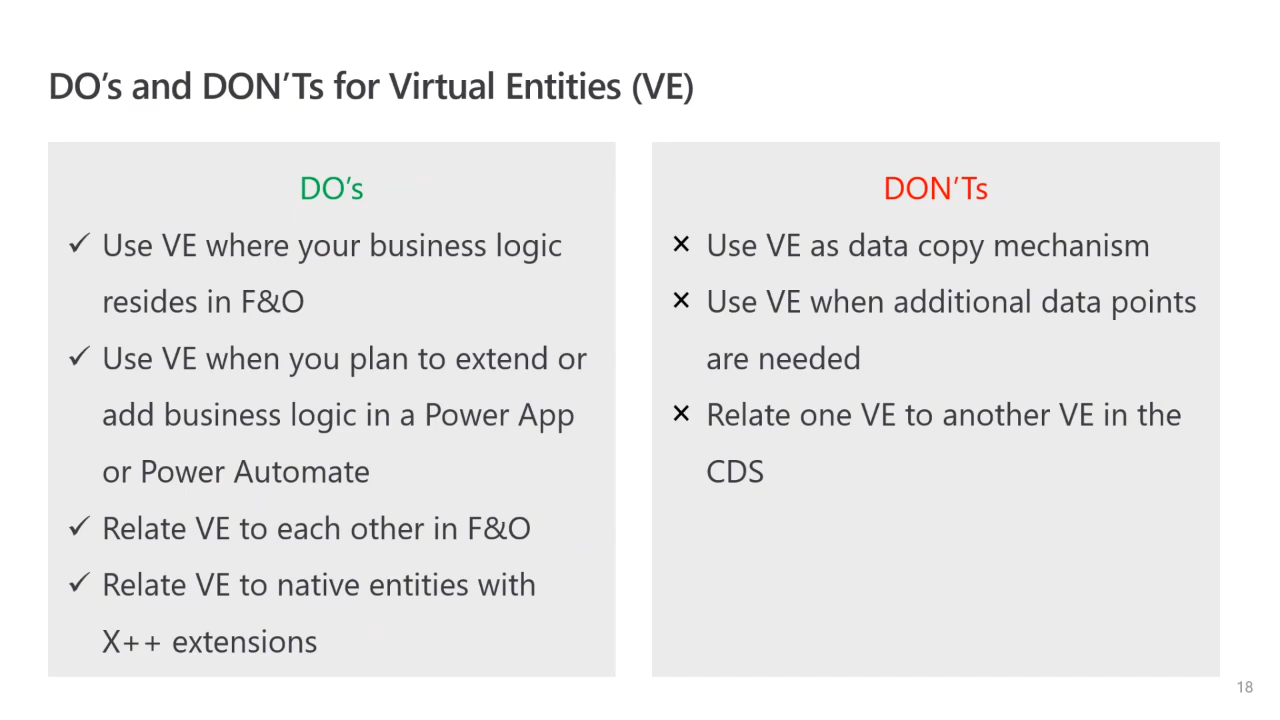 DO’s and DON’Ts for Virtual Entities (VE)
DO’s
✓ Use VE where your business logic
resides in F&O
✓ Use VE when you plan to extend or
add business logic in a Power App
or Power Automate
✓ Relate VE to each other in F&O
✓ Relate VE to native entities with
X++ extensions
DON’Ts
× Use VE as data copy mechanism
× Use VE when additional data points
are needed
× Relate one VE to another VE in the
CDS
18